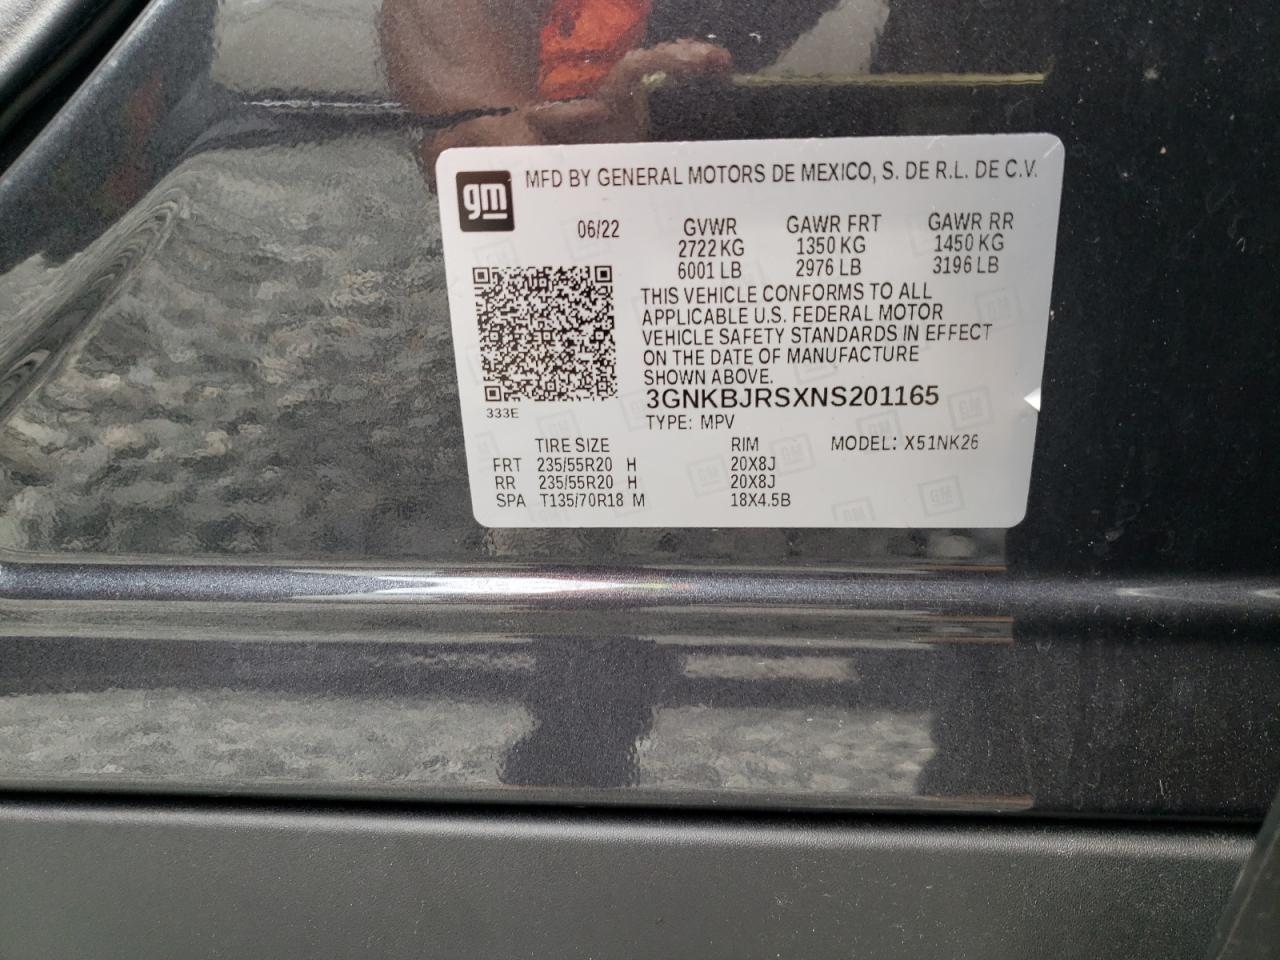 gm
MFD BY GENERAL MOTORS DE MEXICO, S. DE R.L. DE C.V.
06/22 GVWR GAWR FRT GAWR RR
2722 KG 1350 KG 1450 KG
6001 LB 2976 LB 3196 LB
THIS VEHICLE CONFORMS TO ALL
APPLICABLE U.S. FEDERAL MOTOR
VEHICLE SAFETY STANDARDS IN EFFECT
ON THE DATE OF MANUFACTURE
SHOWN ABOVE.
3GNKBJRSXNS201165
333E
TYPE: MPV
TIRE SIZE RIM MODEL: X51NK26
FRT 235/55R20 H 20X8J
RR 235/55R20 H 20X8J
SPA T135/70R18 M 18X4.5B